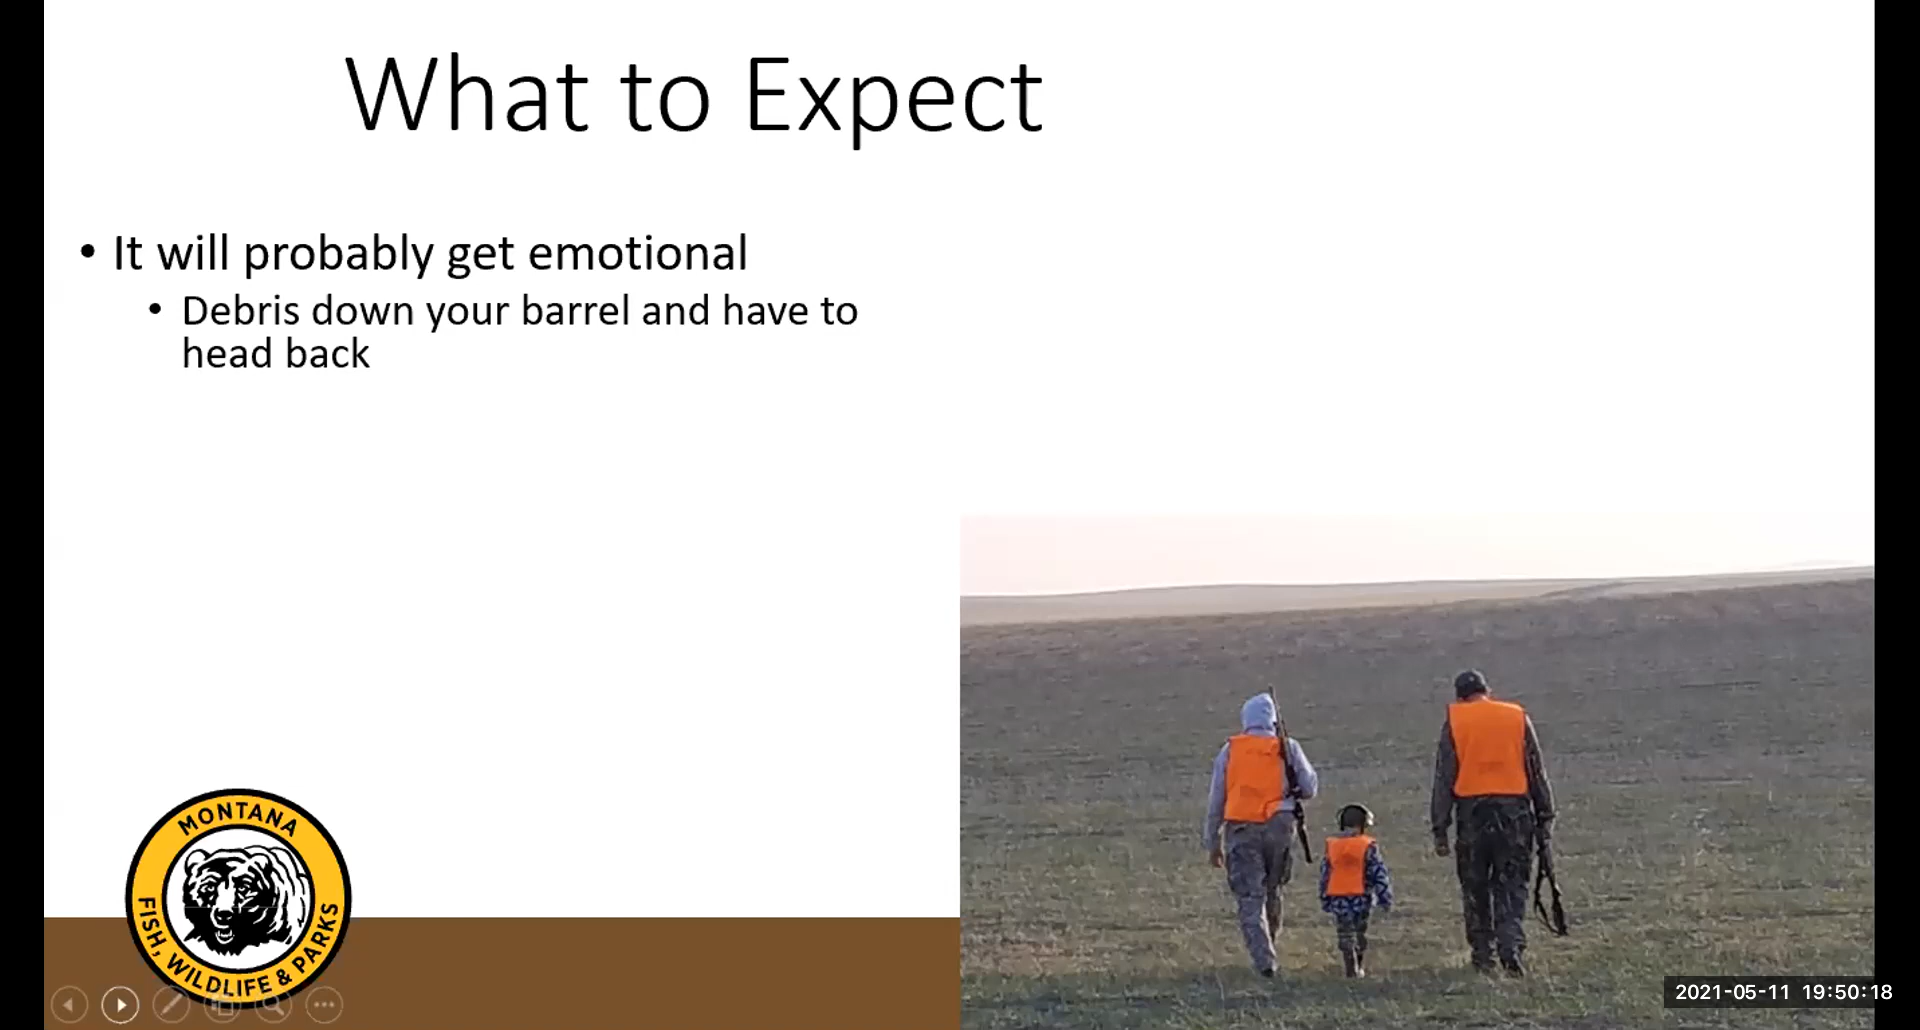 What to Expect
• It will probably get emotional
• Debris down your barrel and have to
head back
MONTANA
FISH, WILDLIFE & PARKS
2021-05-11 19:50:18